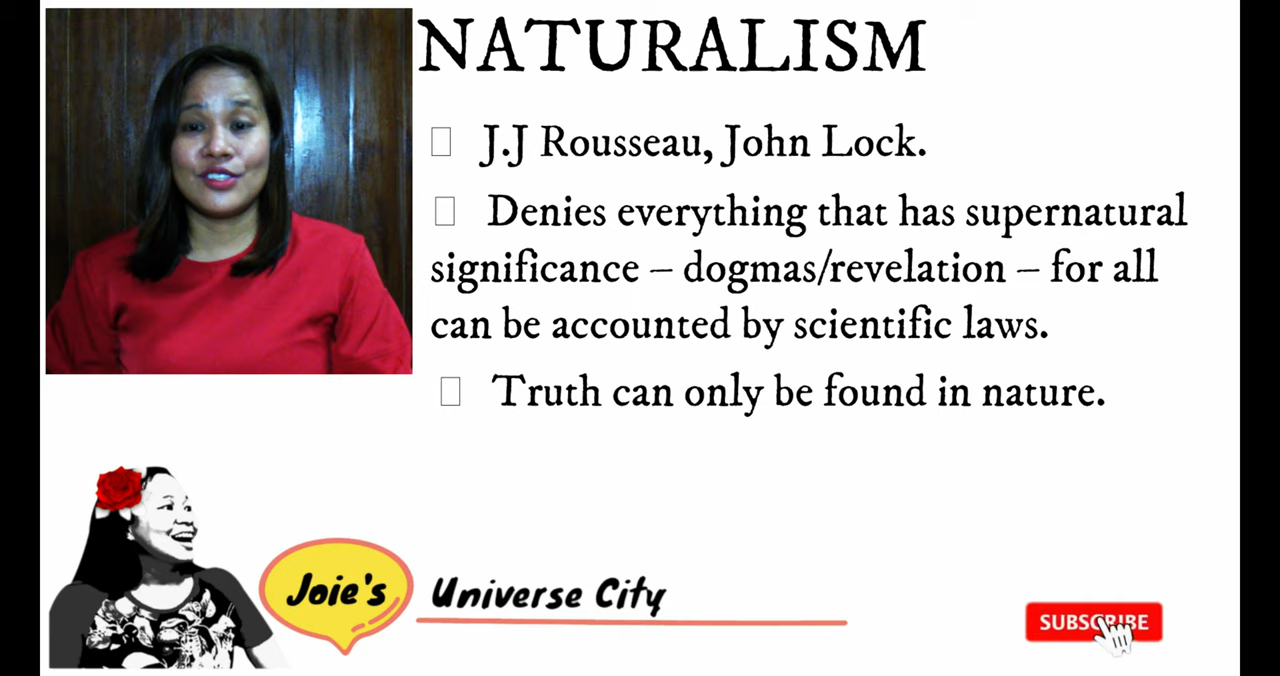 NATURALISM
J.J Rousseau, John Lock.
Denies everything that has supernatural
significance – dogmas/revelation – for all
can be accounted by scientific laws.
Truth can only be found in nature.
Joie's Universe City
SUBSCRIBE